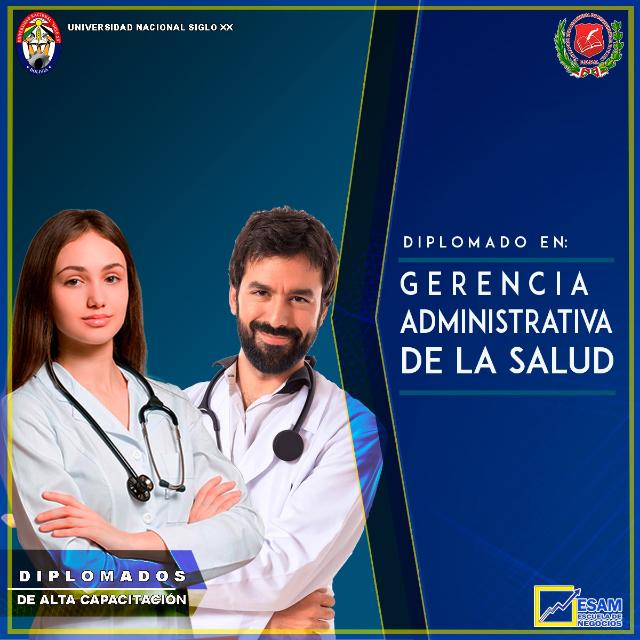 UNIVERSIDAD NACIONAL SIGLO XX
BOLIVIA
DIPLOMADO EN:
GERENCIA
ADMINISTRATIVA
DE LA SALUD
DIPLOMADOS
DE ALTA CAPACITACIÓN
ESAM
ESCUELA DE
NEGOCIOS